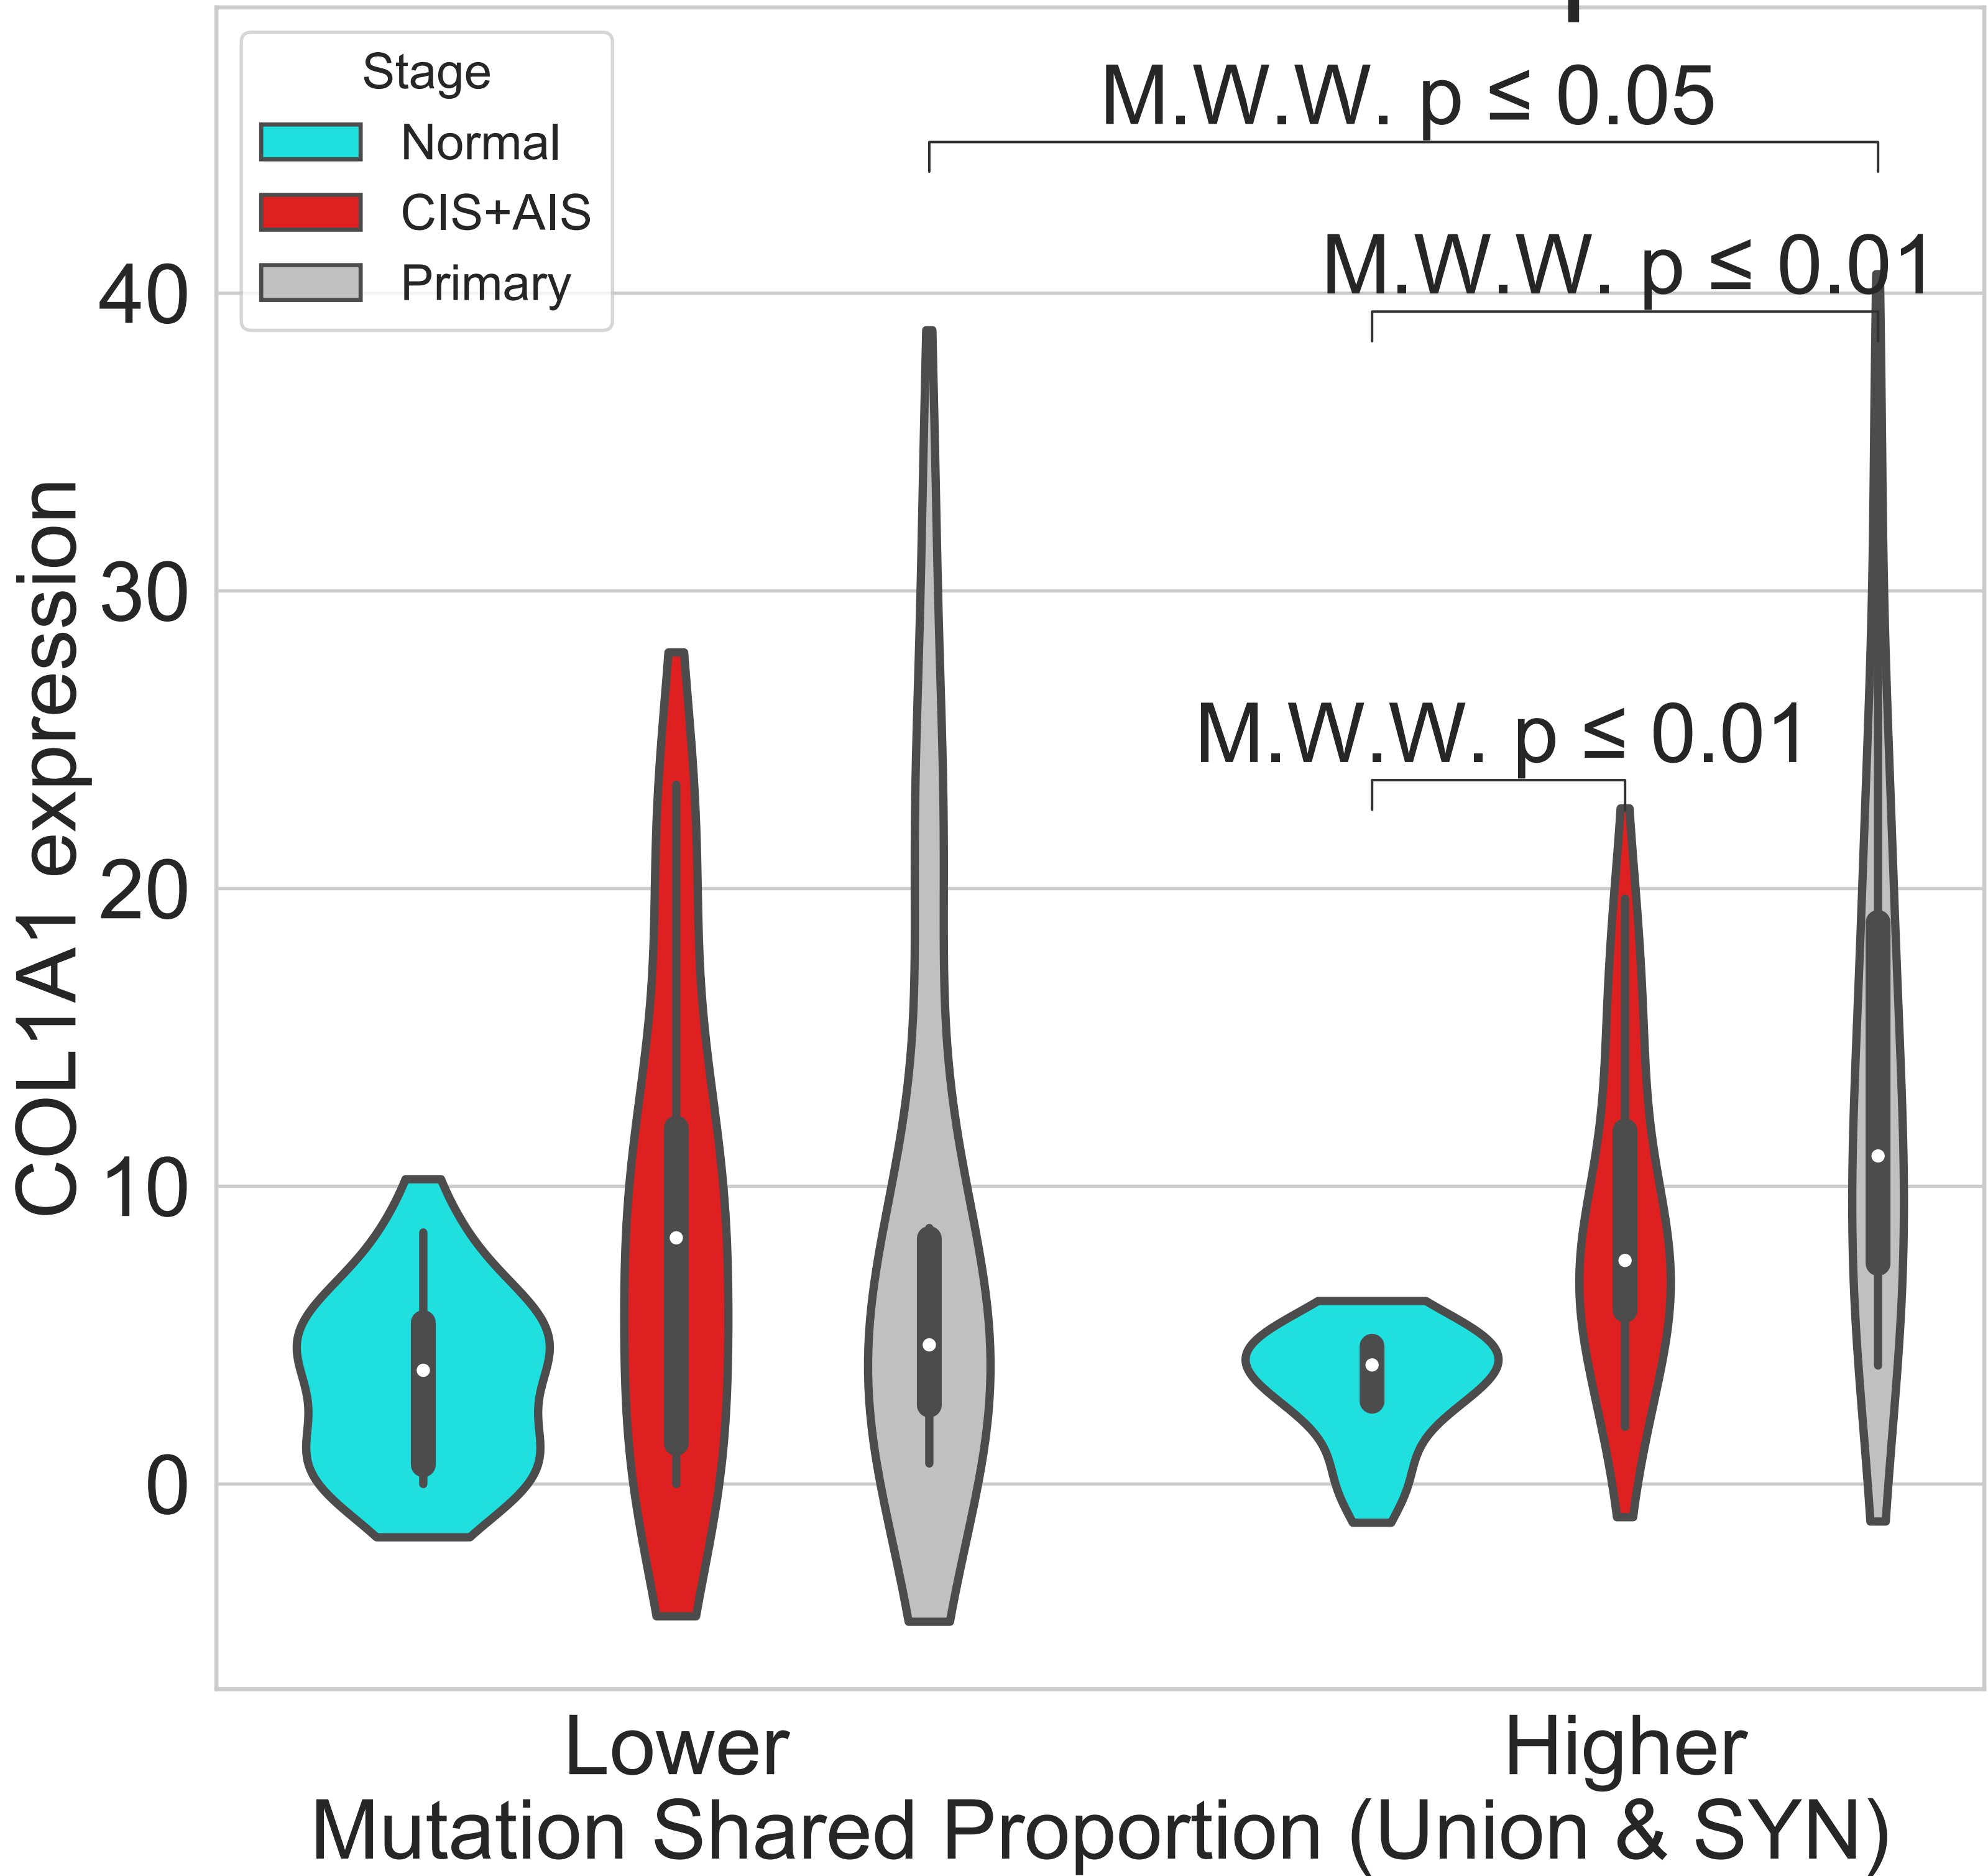 Stage
Normal
CIS+AIS
Primary
M.W.W. p ≤ 0.05
M.W.W. p ≤ 0.01
M.W.W. p ≤ 0.01
COL1A1 expression
40
30
20
10
0
Lower
Higher
Mutation Shared Proportion (Union & SYN)